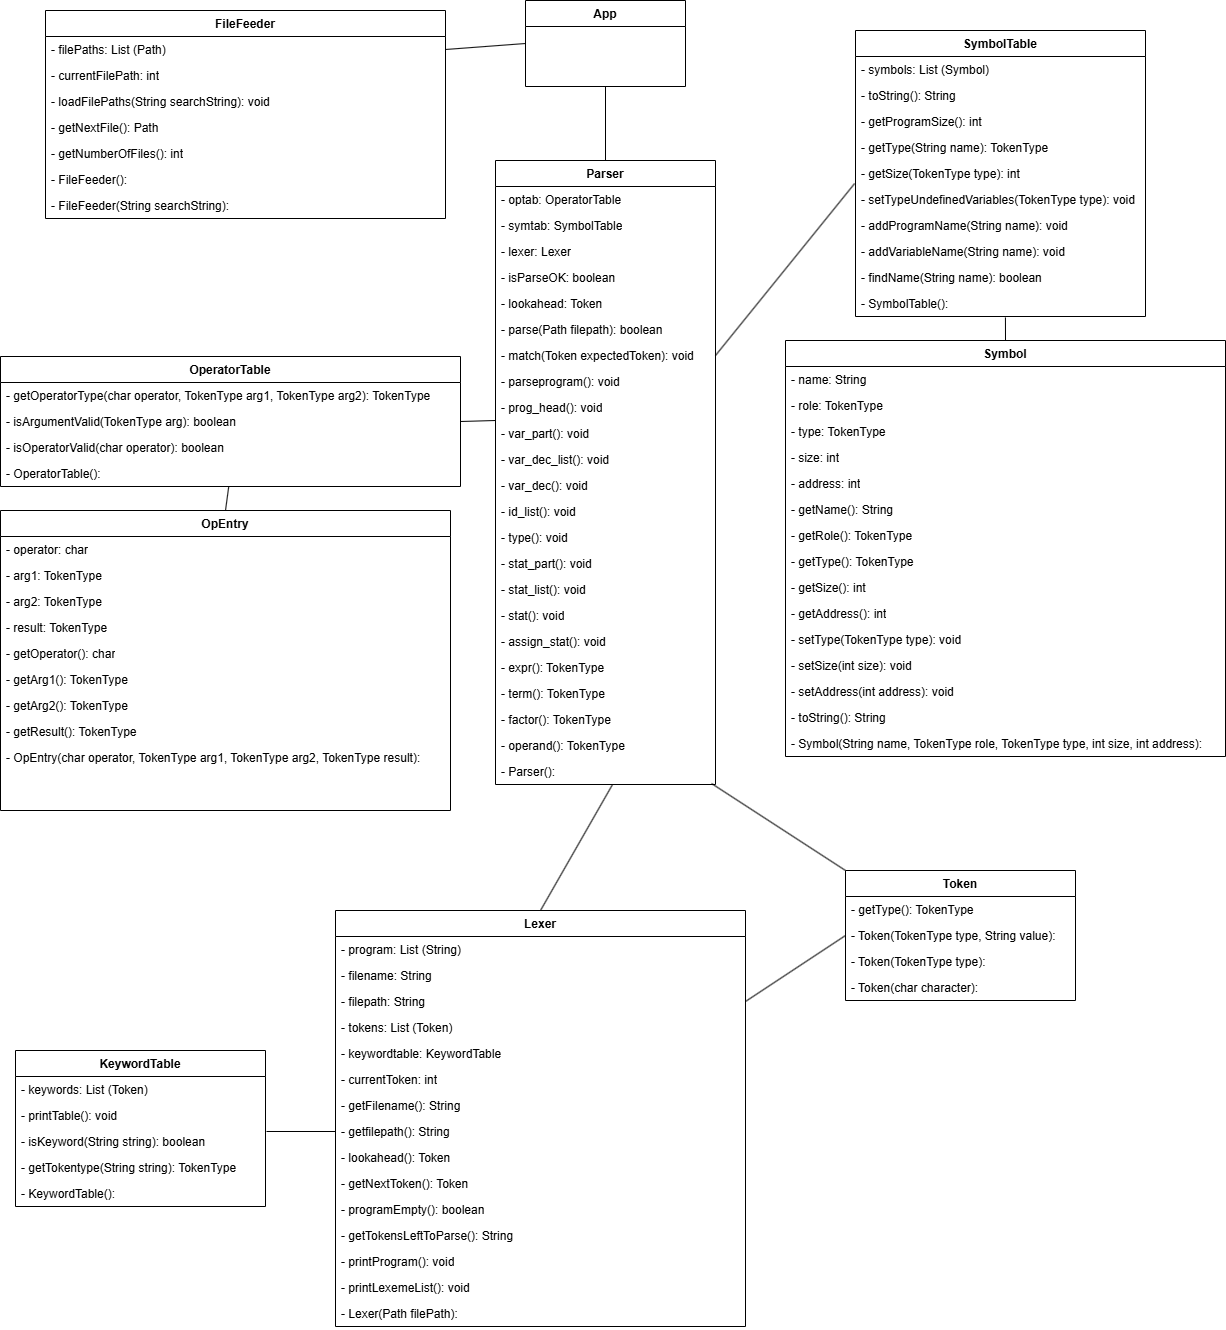 FileFeeder
- filePaths: List (Path)
- currentFilePath: int
- loadFilePaths(String searchString): void
- getNextFile(): Path
- getNumberOfFiles(): int
- FileFeeder():
- FileFeeder(String searchString):
App
SymbolTable
- symbols: List (Symbol)
- toString(): String
- getProgramSize(): int
- getType(String name): TokenType
- getSize(TokenType type): int
- setTypeUndefinedVariables(TokenType type): void
- addProgramName(String name): void
- addVariableName(String name): void
- findName(String name): boolean
- SymbolTable():
Parser
- optab: OperatorTable
- symtab: SymbolTable
- lexer: Lexer
- isParseOK: boolean
- lookahead: Token
- parse(Path filepath): boolean
- match(Token expectedToken): void
- parseprogram(): void
- prog_head(): void
- var_part(): void
- var_dec_list(): void
- var_dec(): void
- id_list(): void
- type(): void
- stat_part(): void
- stat_list(): void
- stat(): void
- assign_stat(): void
- expr(): TokenType
- term(): TokenType
- factor(): TokenType
- operand(): TokenType
- Parser():
OperatorTable
- getOperatorType(char operator, TokenType arg1, TokenType arg2): TokenType
- isArgumentValid(TokenType arg): boolean
- isOperatorValid(char operator): boolean
- OperatorTable():
OpEntry
- operator: char
- arg1: TokenType
- arg2: TokenType
- result: TokenType
- getOperator(): char
- getArg1(): TokenType
- getArg2(): TokenType
- getResult(): TokenType
- OpEntry(char operator, TokenType arg1, TokenType arg2, TokenType result):
Symbol
- name: String
- role: TokenType
- type: TokenType
- size: int
- address: int
- getName(): String
- getRole(): TokenType
- getType(): TokenType
- getSize(): int
- getAddress(): int
- setType(TokenType type): void
- setSize(int size): void
- setAddress(int address): void
- toString(): String
- Symbol(String name, TokenType role, TokenType type, int size, int address):
Token
- getType(): TokenType
- Token(TokenType type, String value):
- Token(TokenType type):
- Token(char character):
Lexer
- program: List (String)
- filename: String
- filepath: String
- tokens: List (Token)
- keywordtable: KeywordTable
- currentToken: int
- getFilename(): String
- getfilepath(): String
- lookahead(): Token
- getNextToken(): Token
- programEmpty(): boolean
- getTokensLeftToParse(): String
- printProgram(): void
- printLexemeList(): void
- Lexer(Path filePath):
KeywordTable
- keywords: List (Token)
- printTable(): void
- isKeyword(String string): boolean
- getTokentype(String string): TokenType
- KeywordTable():